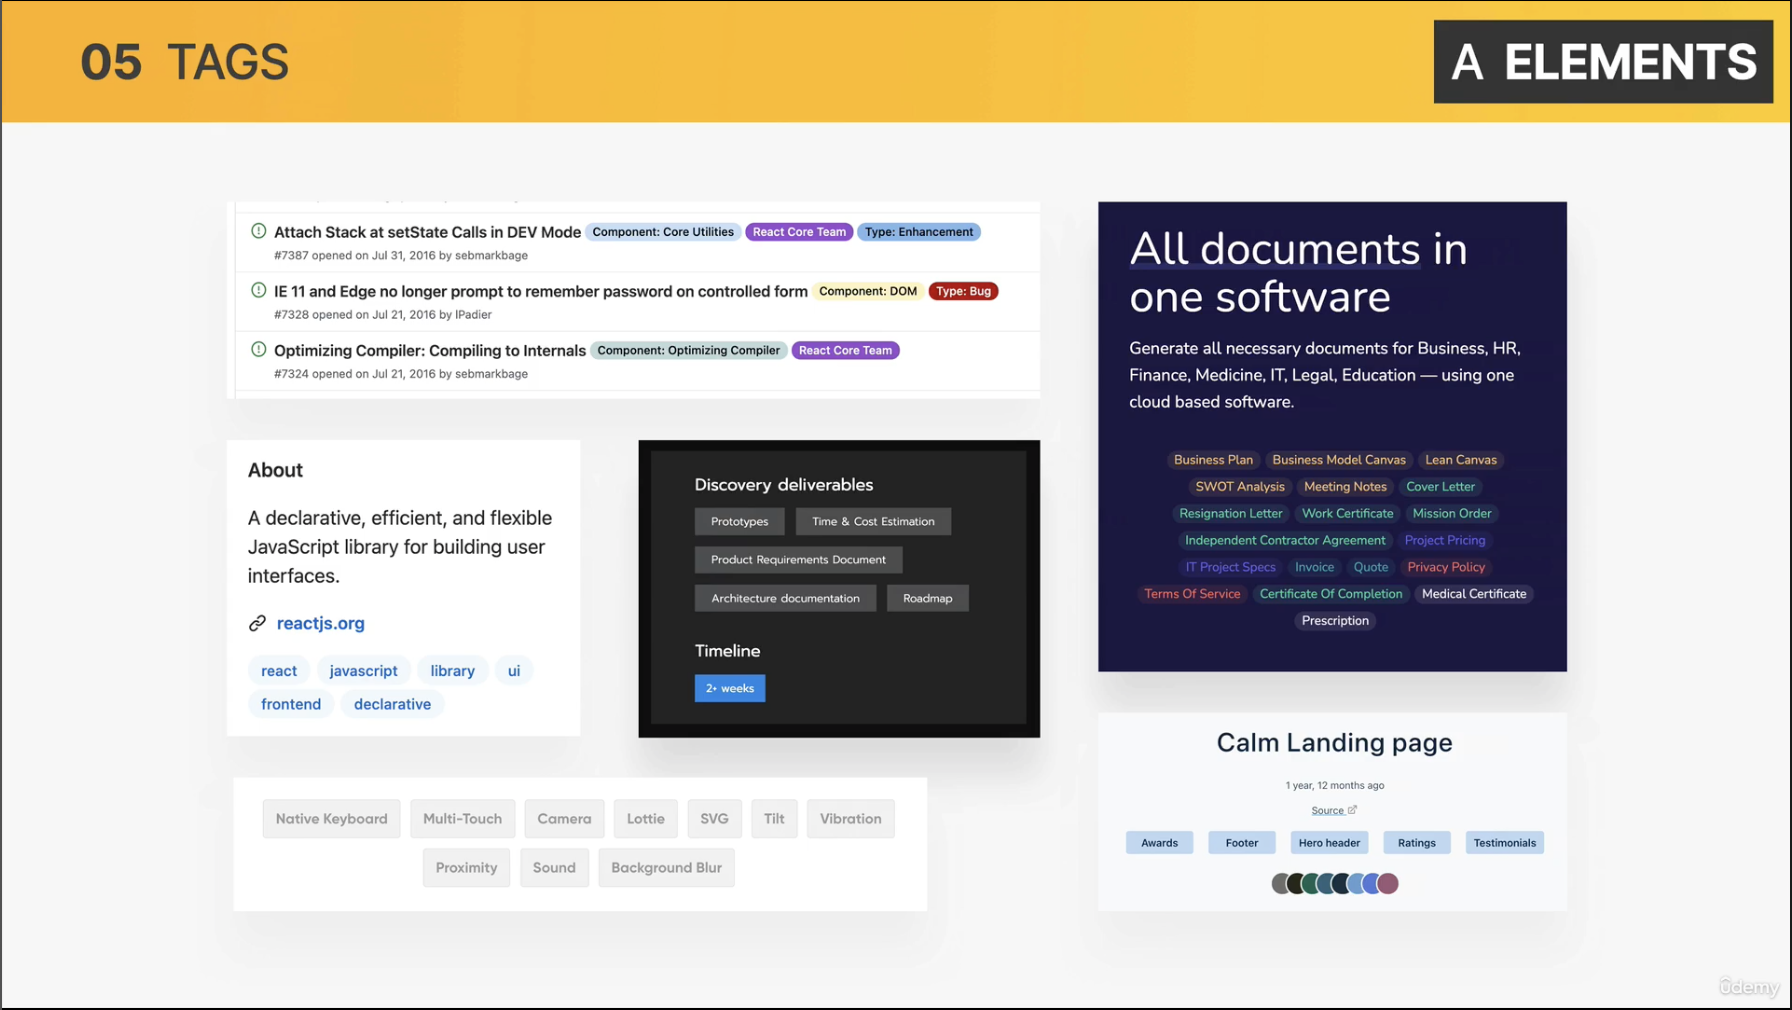 05 TAGS
A ELEMENTS
Attach Stack at setState Calls in DEV Mode Component: Core Utilities React Core Team Type: Enhancement
#7387 opened on Jul 31, 2016 by sebmarkbage
IE 11 and Edge no longer prompt to remember password on controlled form Component: DOM Type: Bug
#7328 opened on Jul 21, 2016 by IPadier
Optimizing Compiler: Compiling to Internals Component: Optimizing Compiler React Core Team
#7324 opened on Jul 21, 2016 by sebmarkbage
About
A declarative, efficient, and flexible
JavaScript library for building user
interfaces.
reactjs.org
react javascript library ui
frontend declarative
Discovery deliverables
Prototypes Time & Cost Estimation
Product Requirements Document
Architecture documentation Roadmap
Timeline
2+ weeks
Native Keyboard Multi-Touch Camera Lottie SVG Tilt Vibration
Proximity Sound Background Blur
All documents in
one software
Generate all necessary documents for Business, HR,
Finance, Medicine, IT, Legal, Education — using one
cloud based software.
Business Plan Business Model Canvas Lean Canvas
SWOT Analysis Meeting Notes Cover Letter
Resignation Letter Work Certificate Mission Order
Independent Contractor Agreement Project Pricing
IT Project Specs Invoice Quote Privacy Policy
Terms Of Service Certificate Of Completion Medical Certificate
Prescription
Calm Landing page
1 year, 12 months ago
Source
Awards Footer Hero header Ratings Testimonials
ûdemy